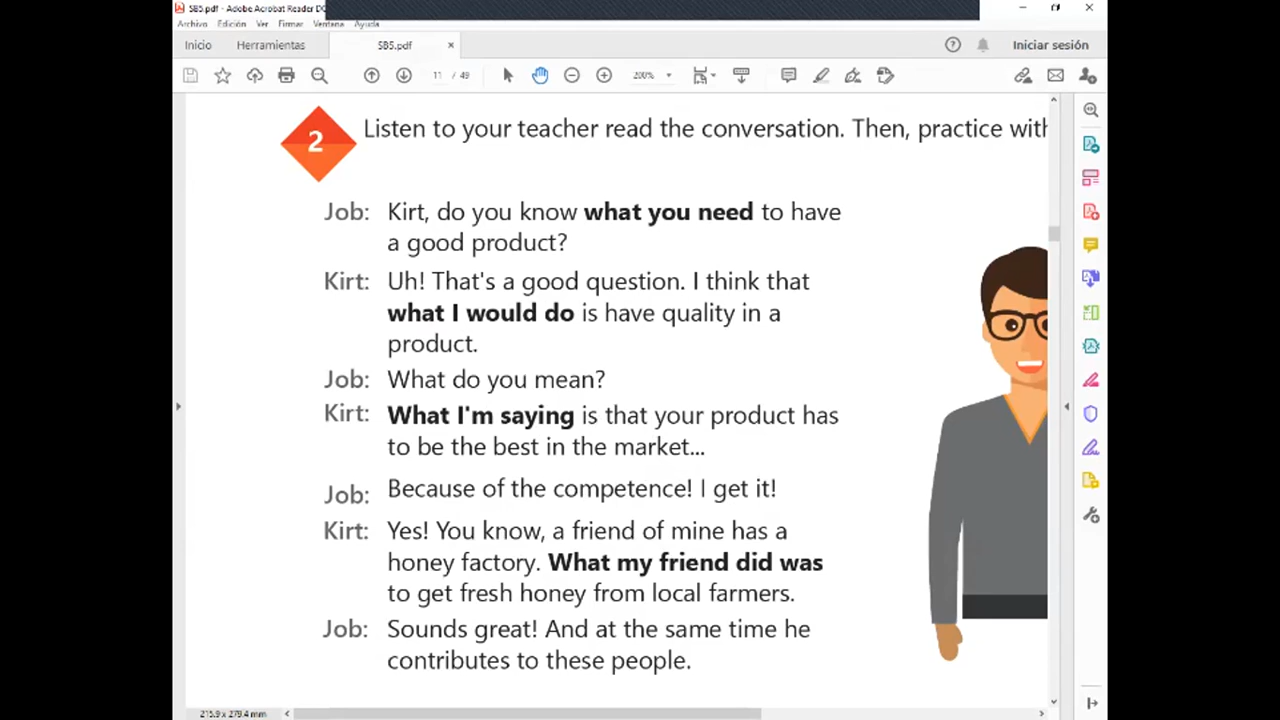 SB5.pdf - Adobe Acrobat Reader DC
Archivo Edición Ver Firmar Ventana Ayuda
Inicio Herramientas SB5.pdf × Iniciar sesión
11 / 49 200%
2 Listen to your teacher read the conversation. Then, practice with
Job: Kirt, do you know what you need to have
a good product?
Kirt: Uh! That's a good question. I think that
what I would do is have quality in a
product.
Job: What do you mean?
Kirt: What I'm saying is that your product has
to be the best in the market...
Job: Because of the competence! I get it!
Kirt: Yes! You know, a friend of mine has a
honey factory. What my friend did was
to get fresh honey from local farmers.
Job: Sounds great! And at the same time he
contributes to these people.
215.9 x 279.4 mm